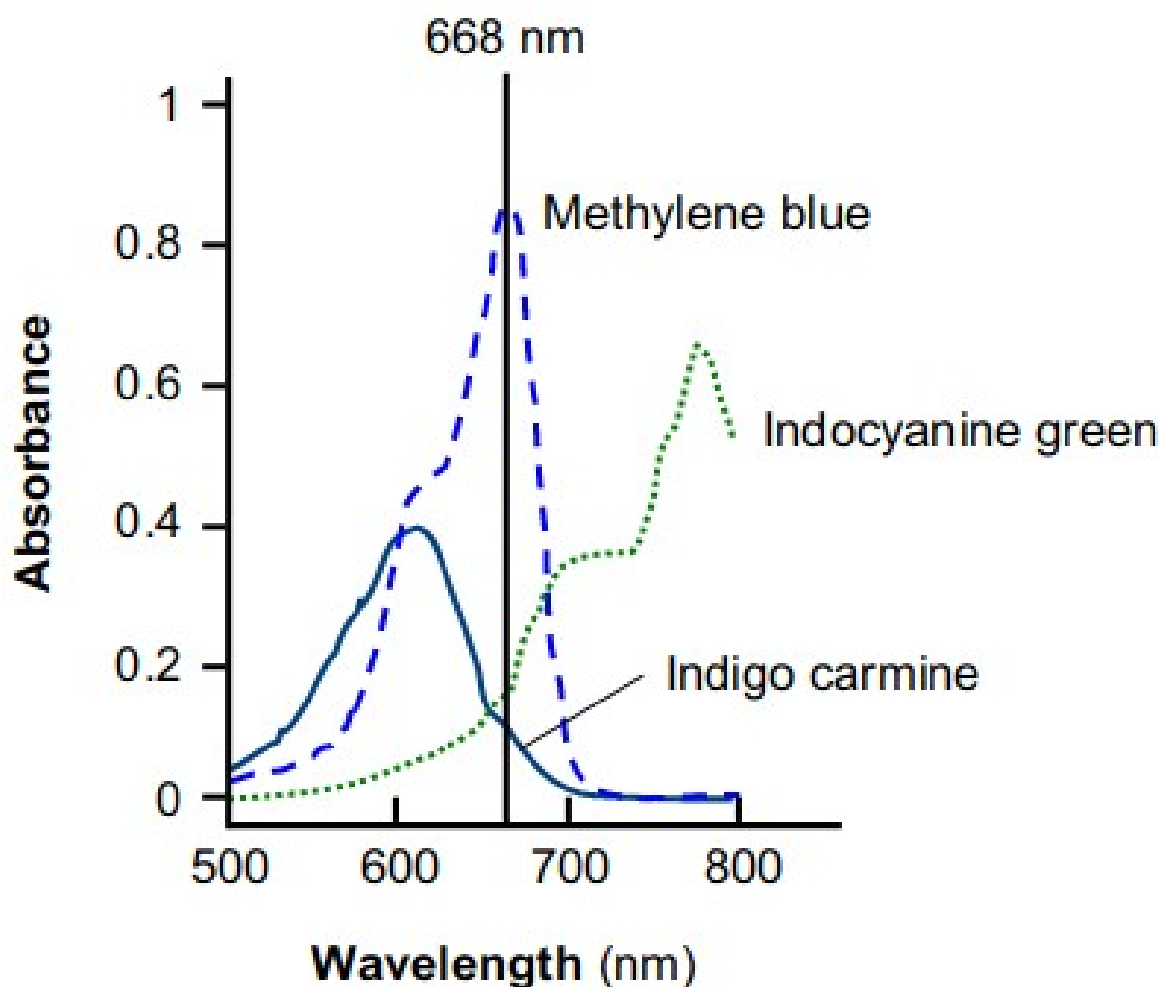 668 nm
1
Methylene blue
0.8
0.6
Indocyanine green
0.4
0.2
Indigo carmine
0
500 600 700 800
Absorbance
Wavelength (nm)